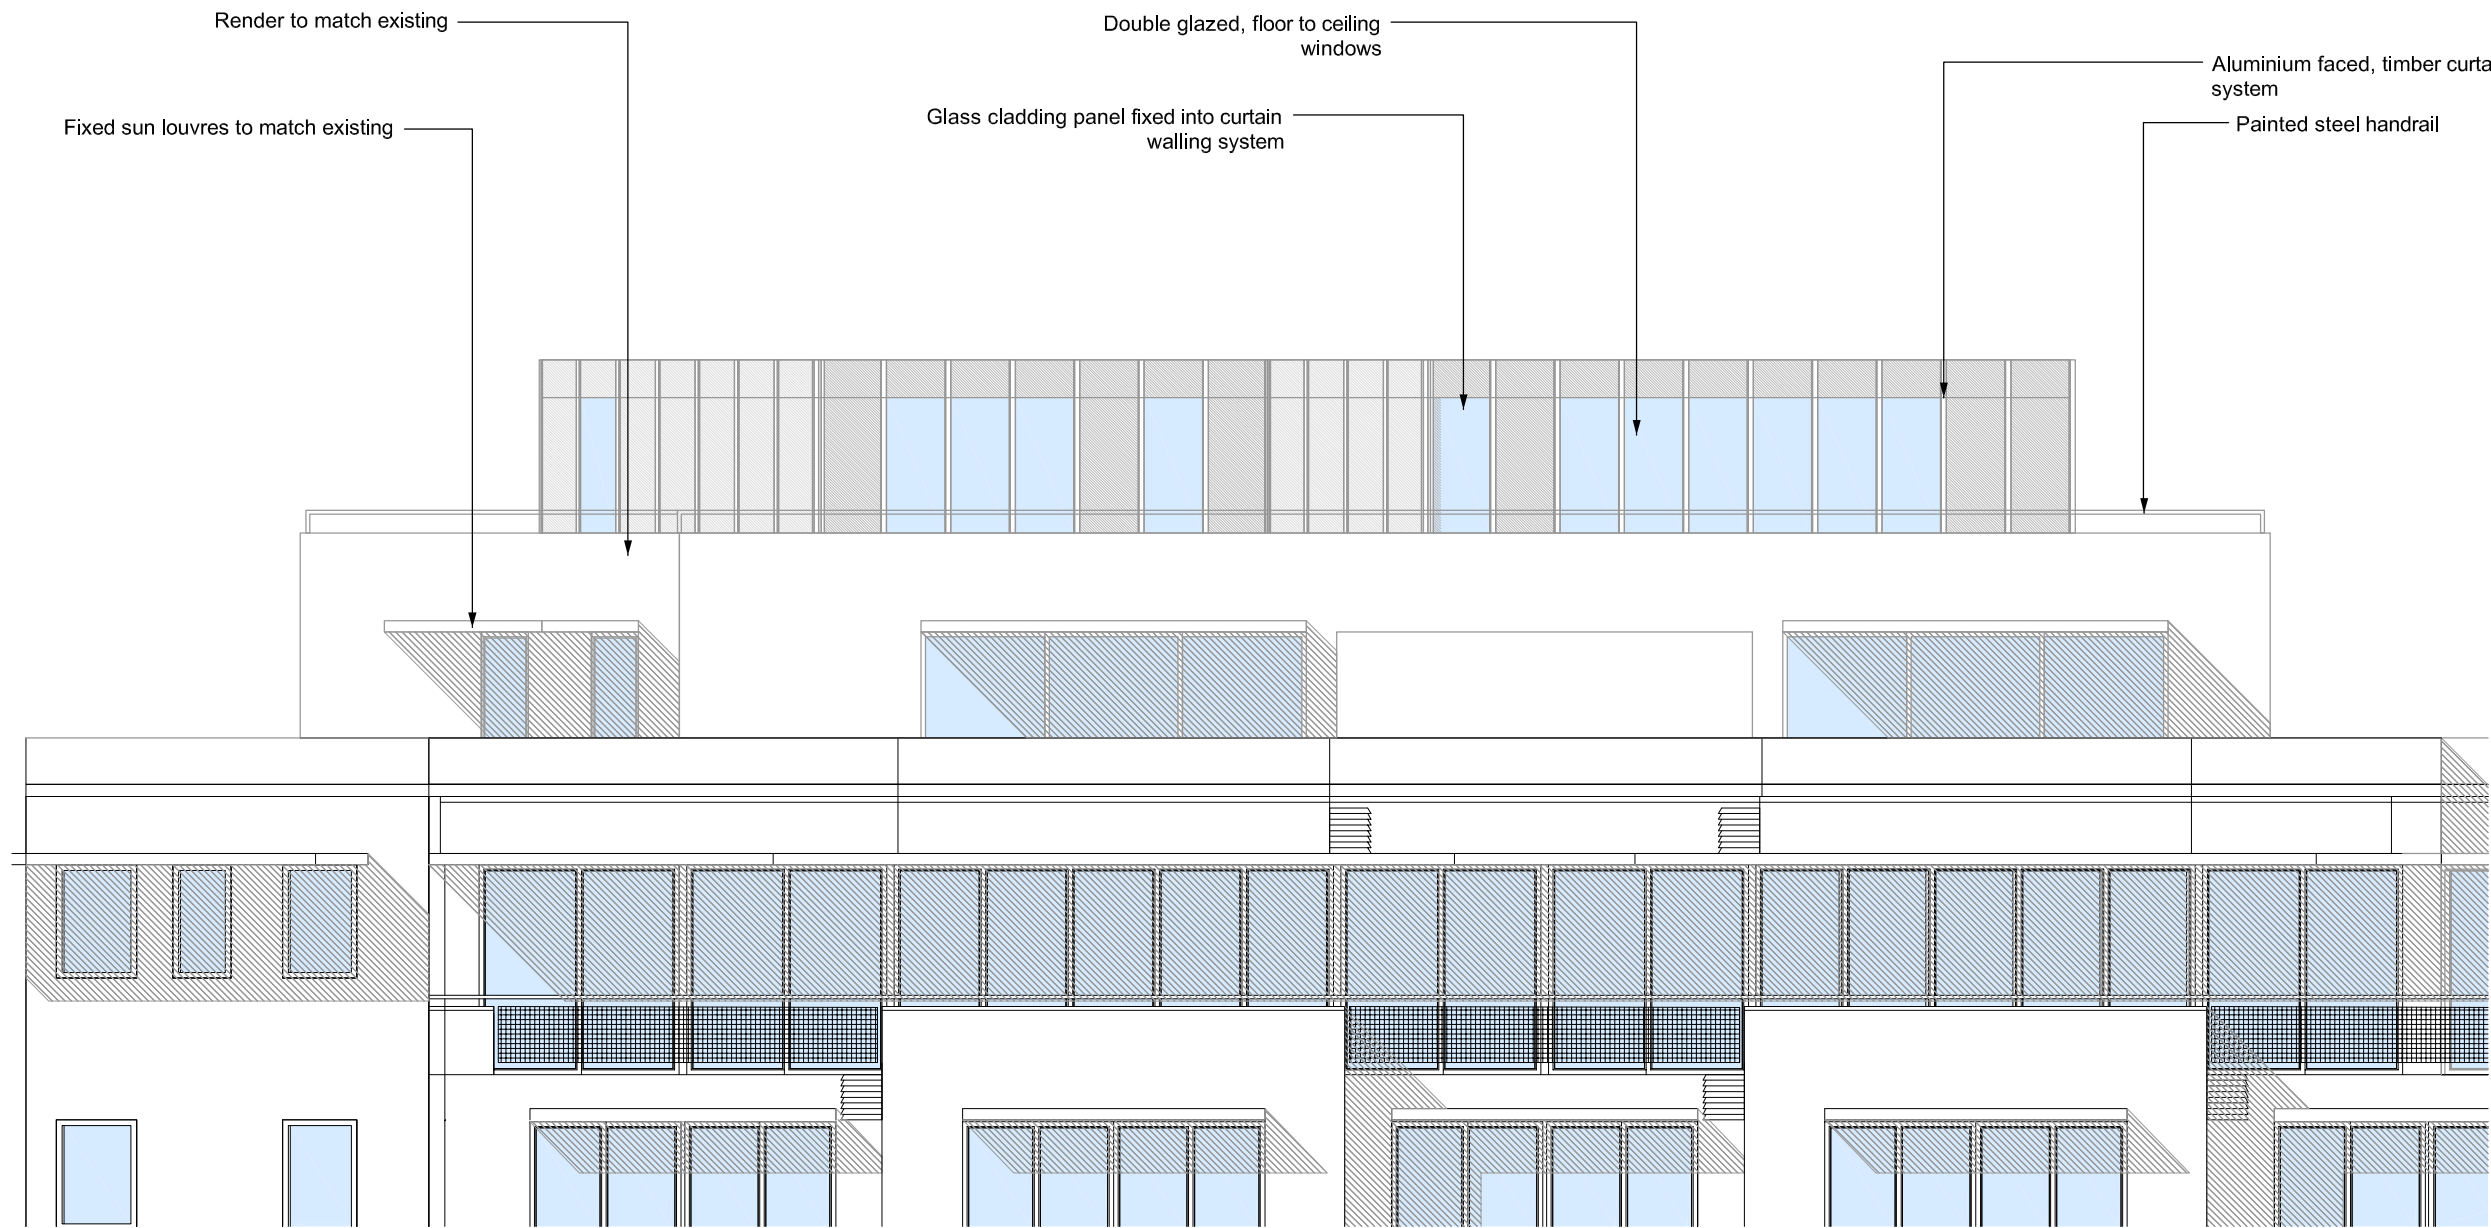 Render to match existing
Double glazed, floor to ceiling
windows
Aluminium faced, timber
system
Glass cladding panel fixed into curtain
walling system
Fixed sun louvres to match existing
Painted steel handrail